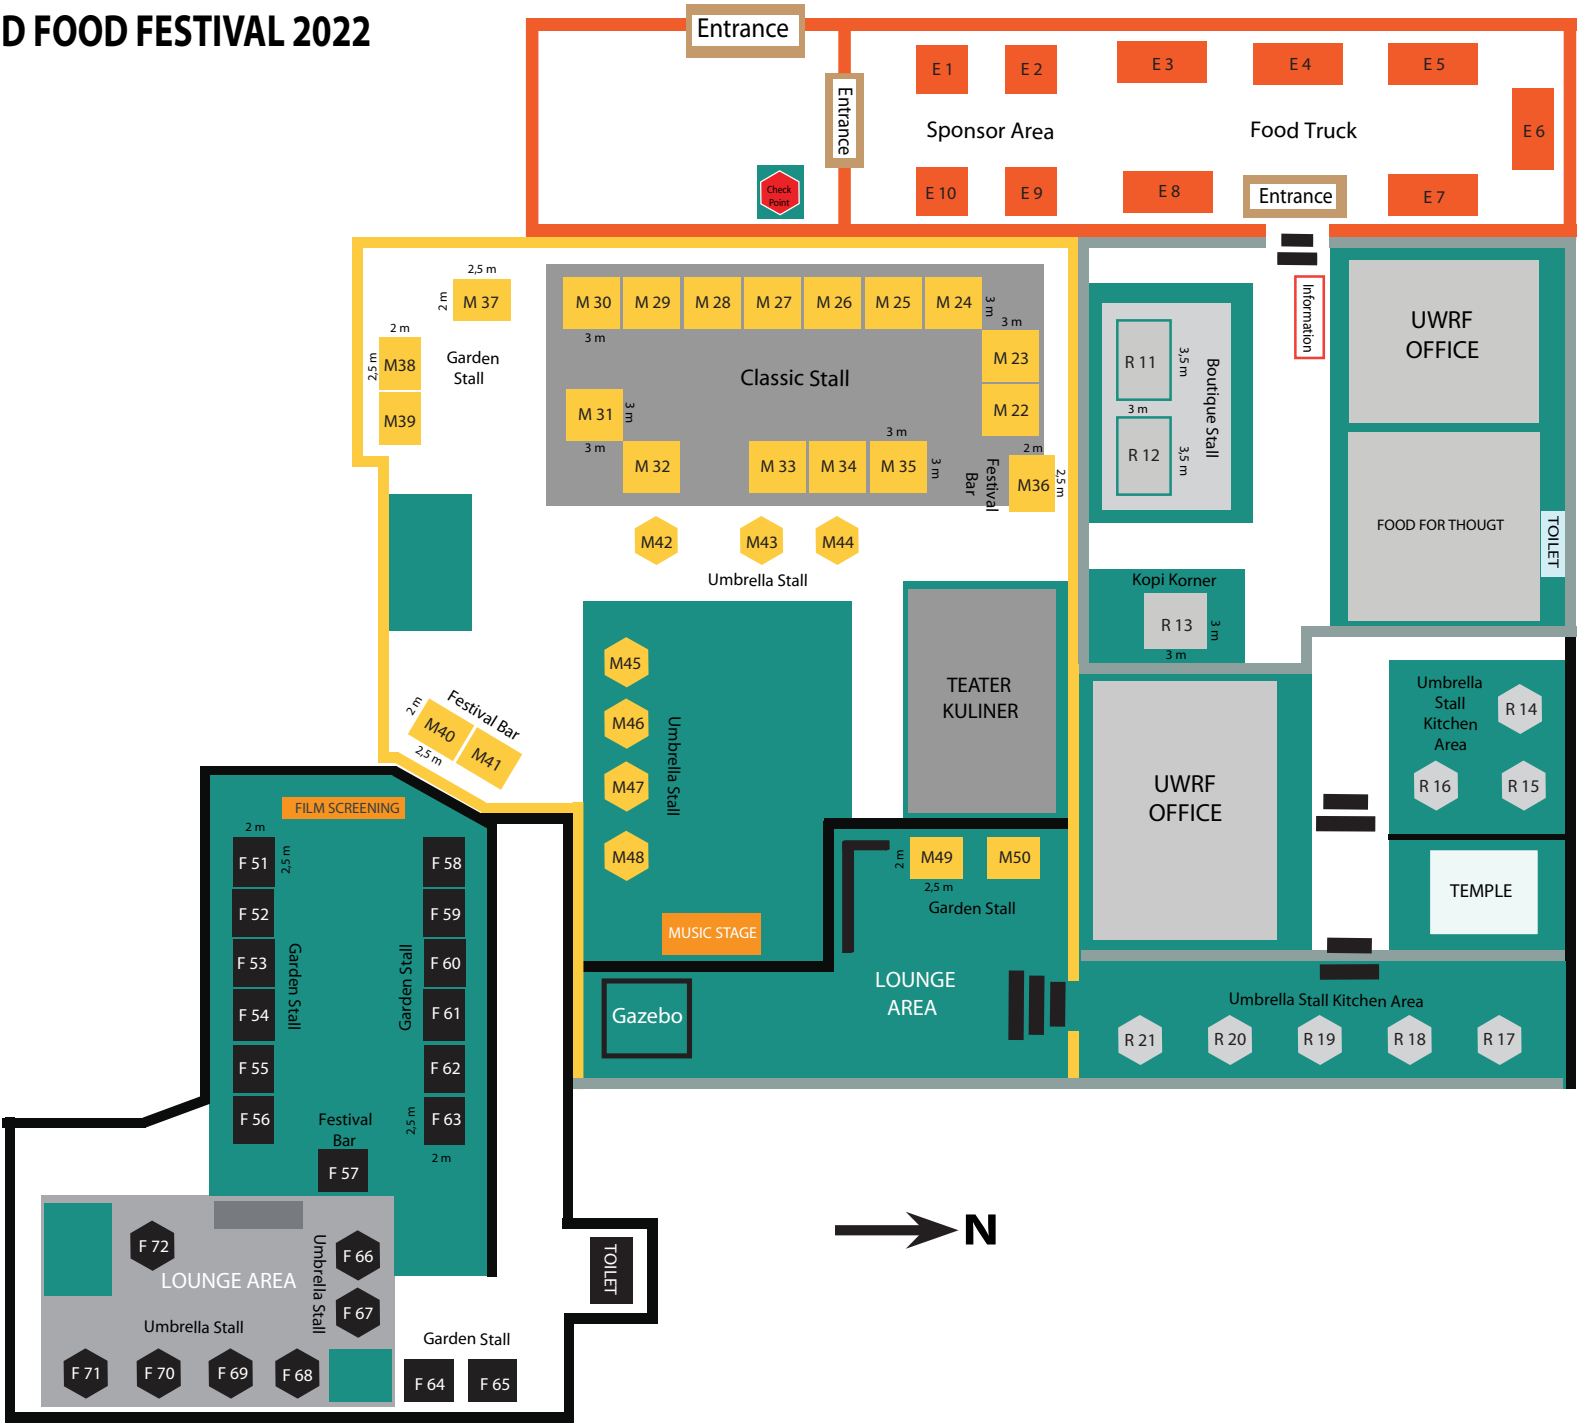 D FOOD FESTIVAL 2022
Entrance
Entrance
E 1
E 2
E 3
E 4
E 5
E 6
Sponsor Area
Food Truck
Check
Point
E 10
E 9
E 8
Entrance
E 7
2,5 m
2 m
M 37
2 m
2,5 m
M38
M39
Garden
Stall
M 30
M 29
M 28
M 27
M 26
M 25
M 24
3 m
3 m
3 m
M 23
M 22
Classic Stall
M 31
3 m
3 m
M 32
M 33
M 34
3 m
M 35
3 m
Festival
Bar
2 m
M36
2,5 m
M42
M43
M44
Umbrella Stall
R 11
3,5 m
3 m
R 12
3,5 m
Boutique Stall
Information
UWRF
OFFICE
FOOD FOR THOUGT
TOILET
Kopi Korner
R 13
3 m
3 m
M45
M46
M47
M48
Umbrella Stall
TEATER
KULINER
Festival Bar
2 m
M40
M41
2,5 m
UWRF
OFFICE
Umbrella
Stall
Kitchen
Area
R 14
R 16
R 15
TEMPLE
MUSIC STAGE
2 m
M49
M50
2,5 m
Garden Stall
LOUNGE
AREA
Gazebo
Umbrella Stall Kitchen Area
R 21
R 20
R 19
R 18
R 17
FILM SCREENING
2 m
F 51
2,5 m
F 52
F 53
F 54
F 55
F 56
Garden Stall
Garden Stall
F 58
F 59
F 60
F 61
F 62
F 63
2,5 m
2 m
Festival
Bar
F 57
F 72
LOUNGE AREA
Umbrella Stall
F 66
F 67
Umbrella Stall
F 71
F 70
F 69
F 68
Garden Stall
F 64
F 65
TOILET
N